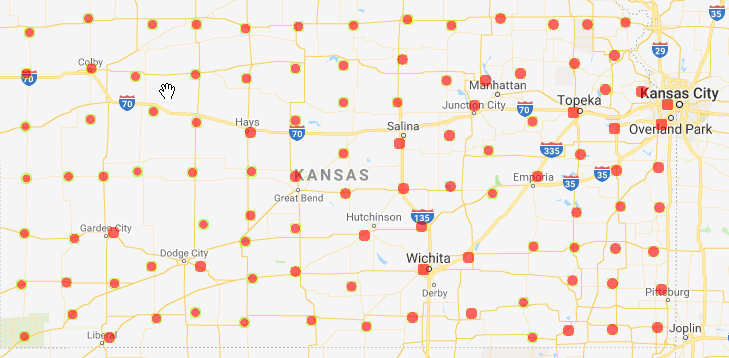 35
29
Colby
70
Manhattan
Kansas City
70
Junction City
70
Topeka
Hays
70
Salina
Overland Park
335
KANSAS
Emporia
35
35
Great Bend
Hutchinson
135
Garden City
Dodge City
Wichita
Derby
Pittsburg
Liberal
Joplin